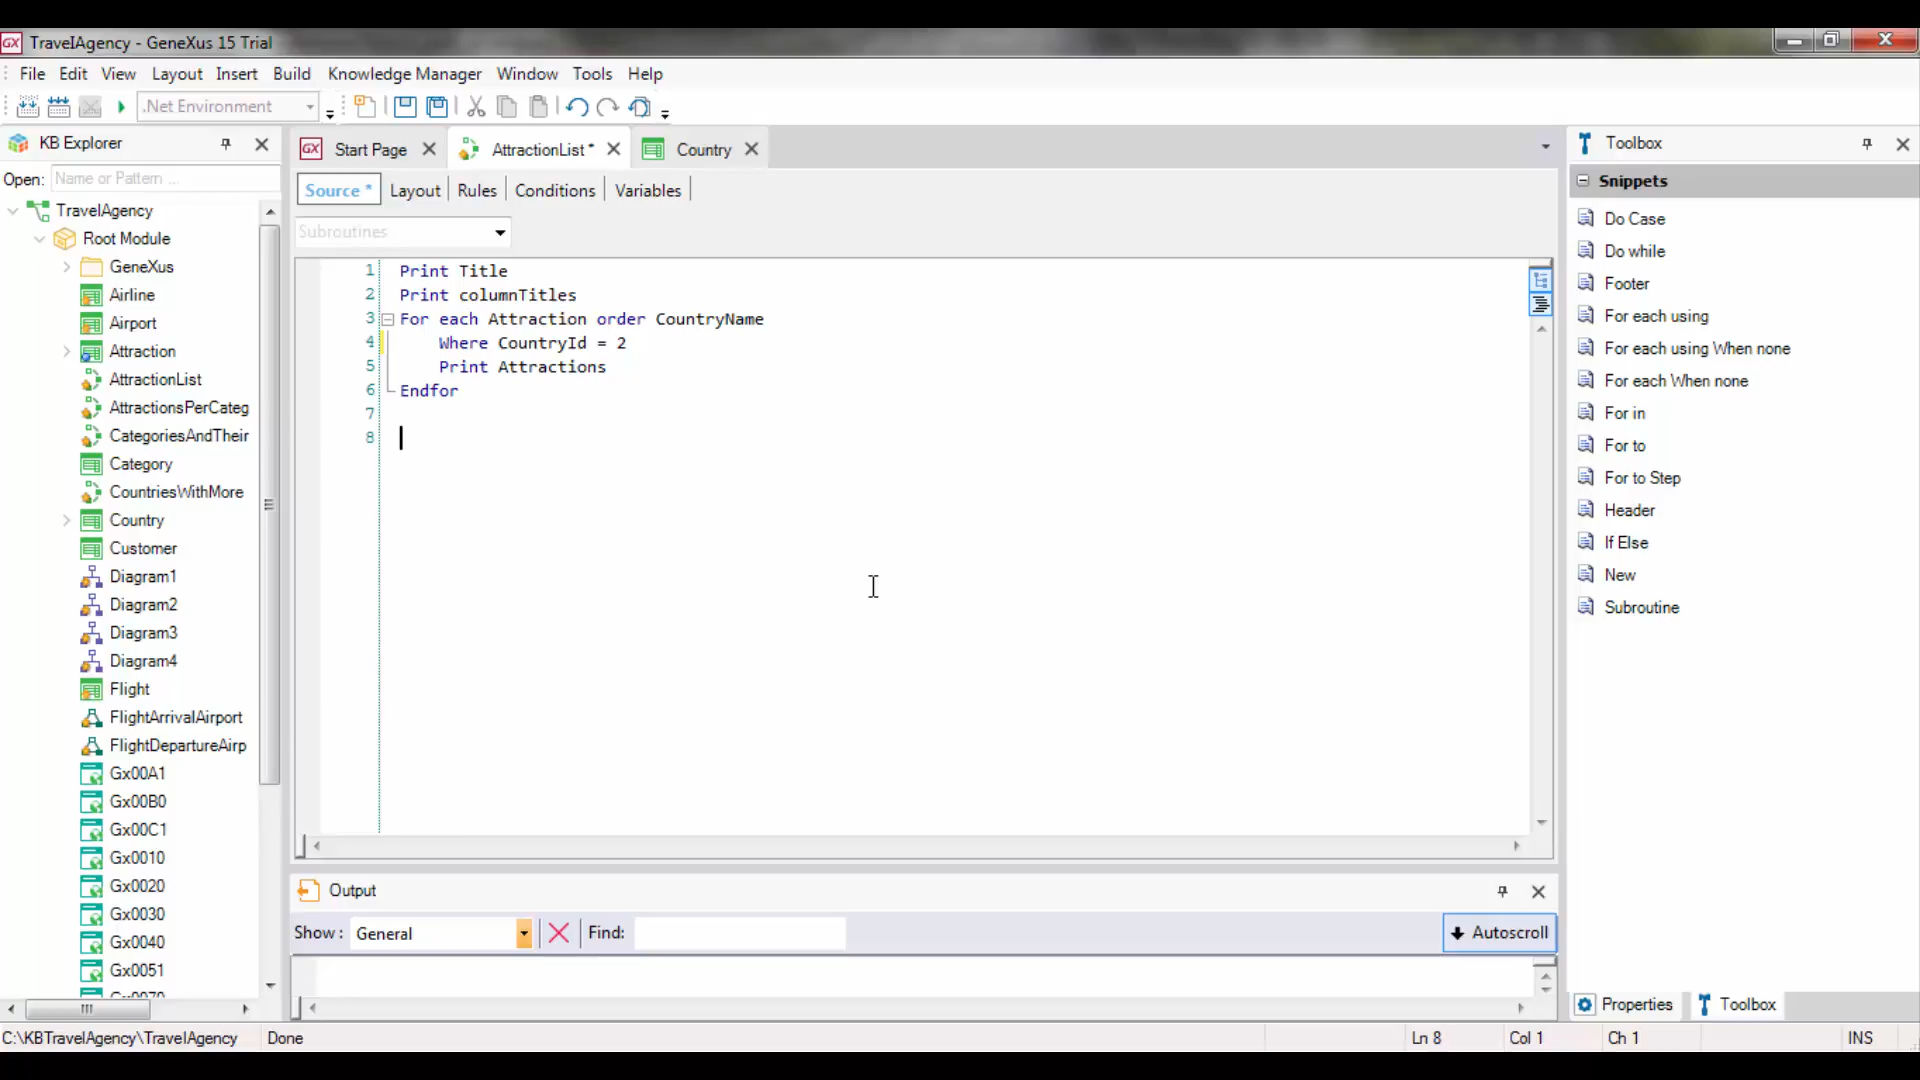 TravelAgency - GeneXus 15 Trial
File Edit View Layout Insert Build Knowledge Manager Window Tools Help
.Net Environment
KB Explorer
Open: Name or Pattern ...
TravelAgency
Root Module
GeneXus
Airline
Airport
Attraction
AttractionList
AttractionsPerCateg
CategoriesAndTheir
Category
CountriesWithMore
Country
Customer
Diagram1
Diagram2
Diagram3
Diagram4
Flight
FlightArrivalAirport
FlightDepartureAirp
Gx00A1
Gx00B0
Gx00C1
Gx0010
Gx0020
Gx0030
Gx0040
Gx0051
Start Page AttractionList * Country
Source * Layout Rules Conditions Variables
Subroutines
1 Print Title
2 Print columnTitles
3 For each Attraction order CountryName
4 Where CountryId = 2
5 Print Attractions
6 Endfor
7
8
Output
Show : General Find: Autoscroll
Toolbox
Snippets
Do Case
Do while
Footer
For each using
For each using When none
For each When none
For in
For to
For to Step
Header
If Else
New
Subroutine
Properties Toolbox
C:\KBTravelAgency\TravelAgency Done Ln 8 Col 1 Ch 1 INS